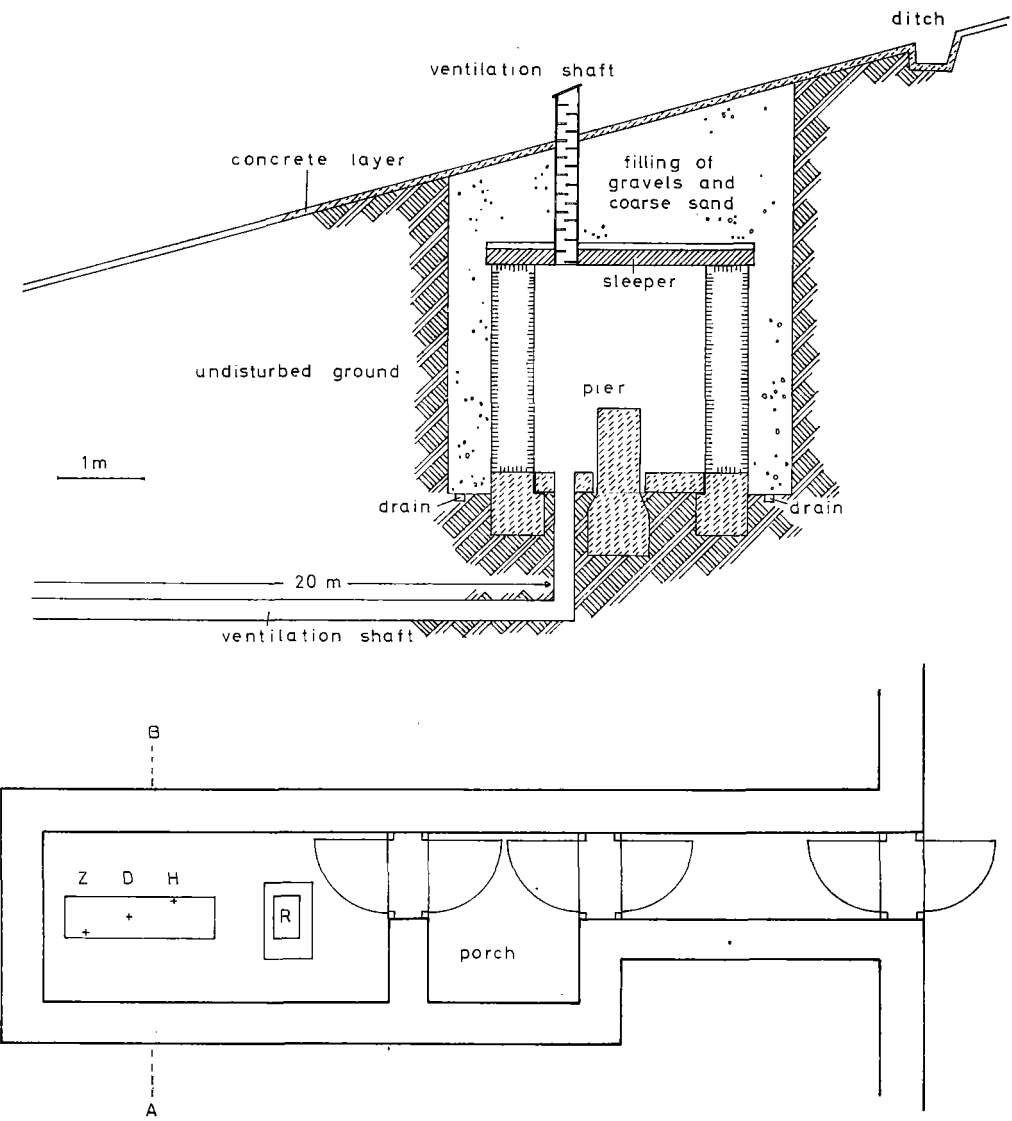 ditch
ventilation shaft
concrete layer
filling of
gravels and
coarse sand
sleeper
undisturbed ground
pier
1m
drain
drain
20 m
ventilation shaft
B
Z D H
R
porch
A